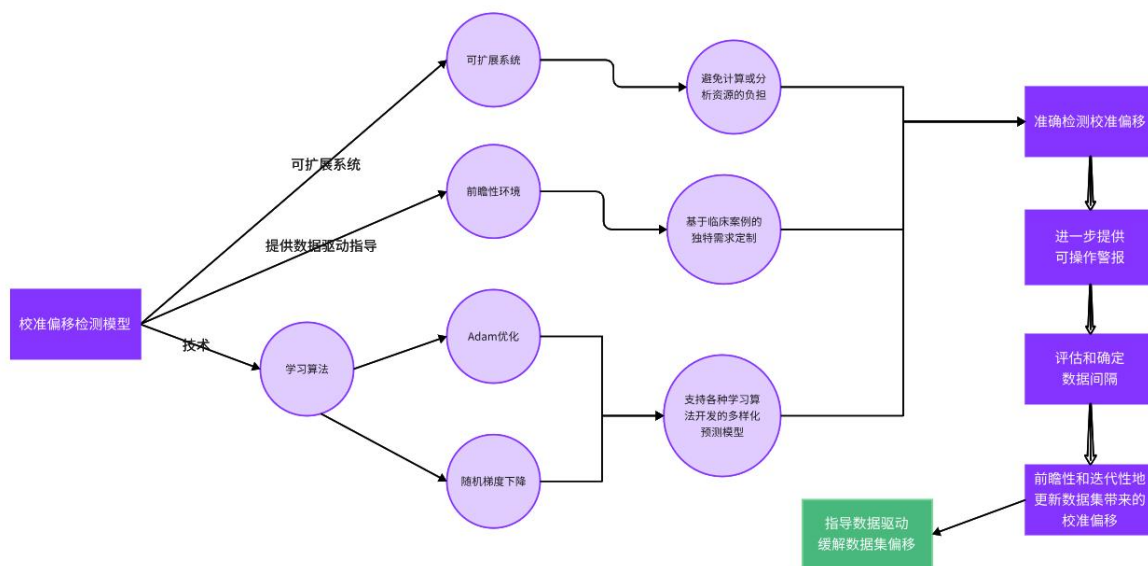 校准偏移检测模型
可扩展系统
提供数据驱动指导
技术
可扩展系统
前瞻性环境
学习算法
Adam优化
随机梯度下降
避免计算或分
析资源的负担
基于临床案例的
独特需求定制
支持各种学习算
法开发的多样化
预测模型
准确检测校准偏移
进一步提供
可操作警报
评估和确定
数据间隔
前瞻性和迭代性地
更新数据集带来的
校准偏移
指导数据驱动
缓解数据集偏移